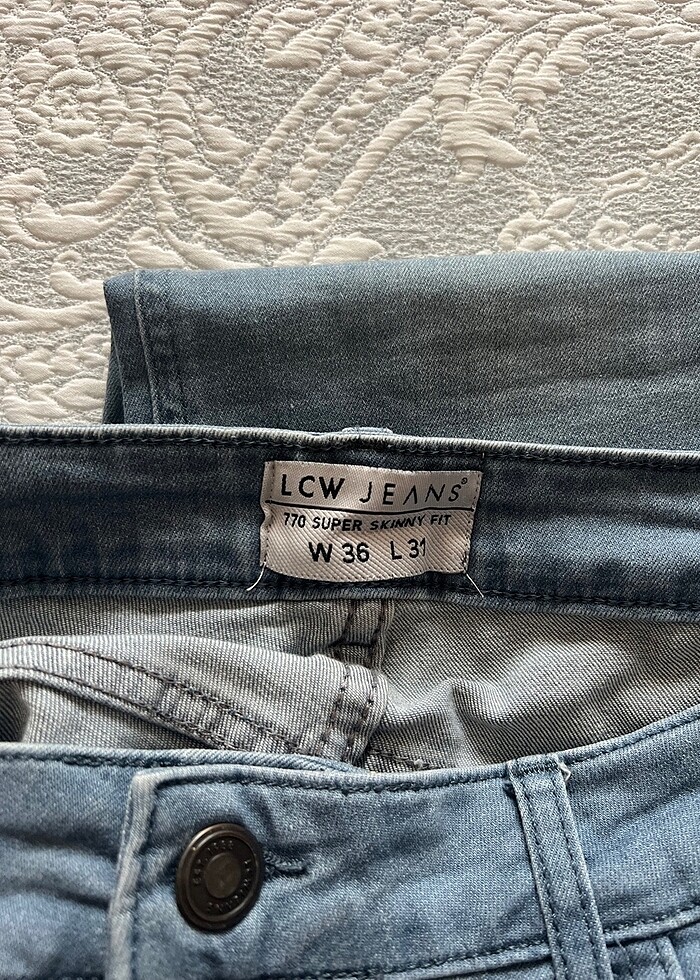 LCW JEANS®
770 SUPER SKINNY FIT
W 36 L 31